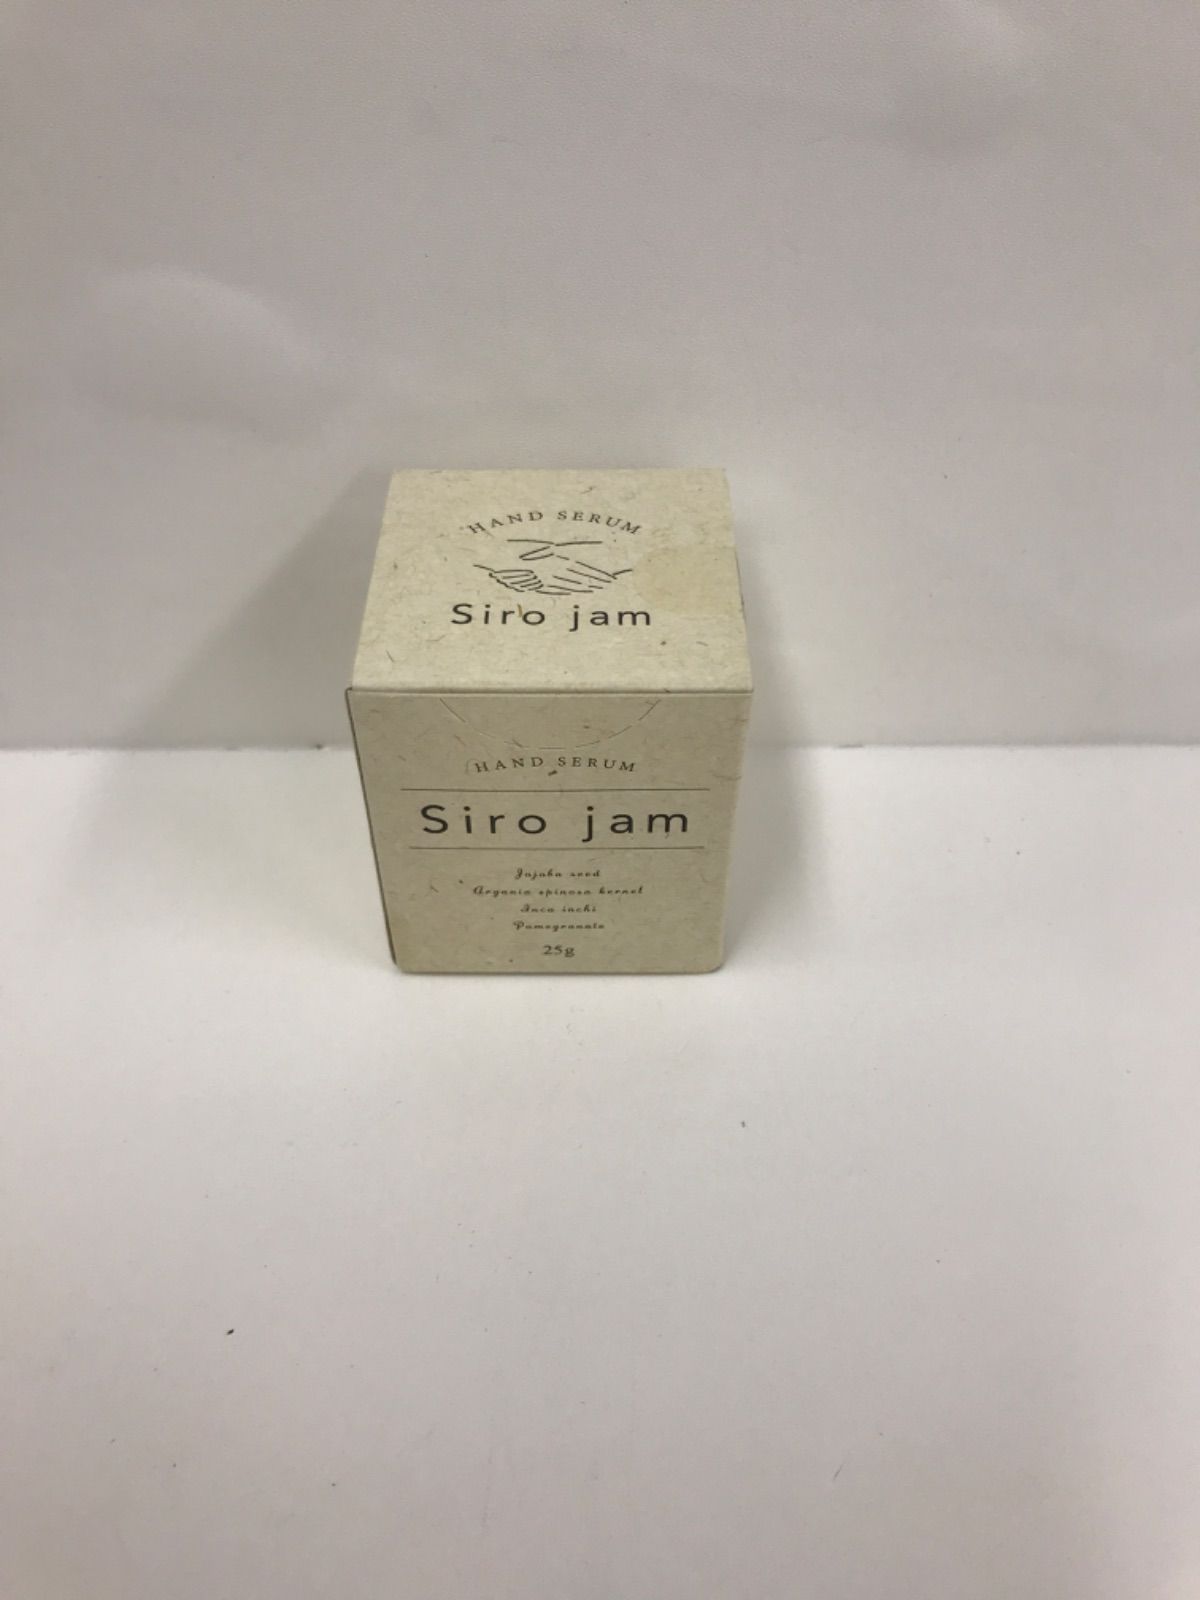 HAND SERUM
Siro jam
HAND SERUM
Siro jam
Jojoba seed
Argania spinosa kernel
Inca inchi
Pomegranate
25g